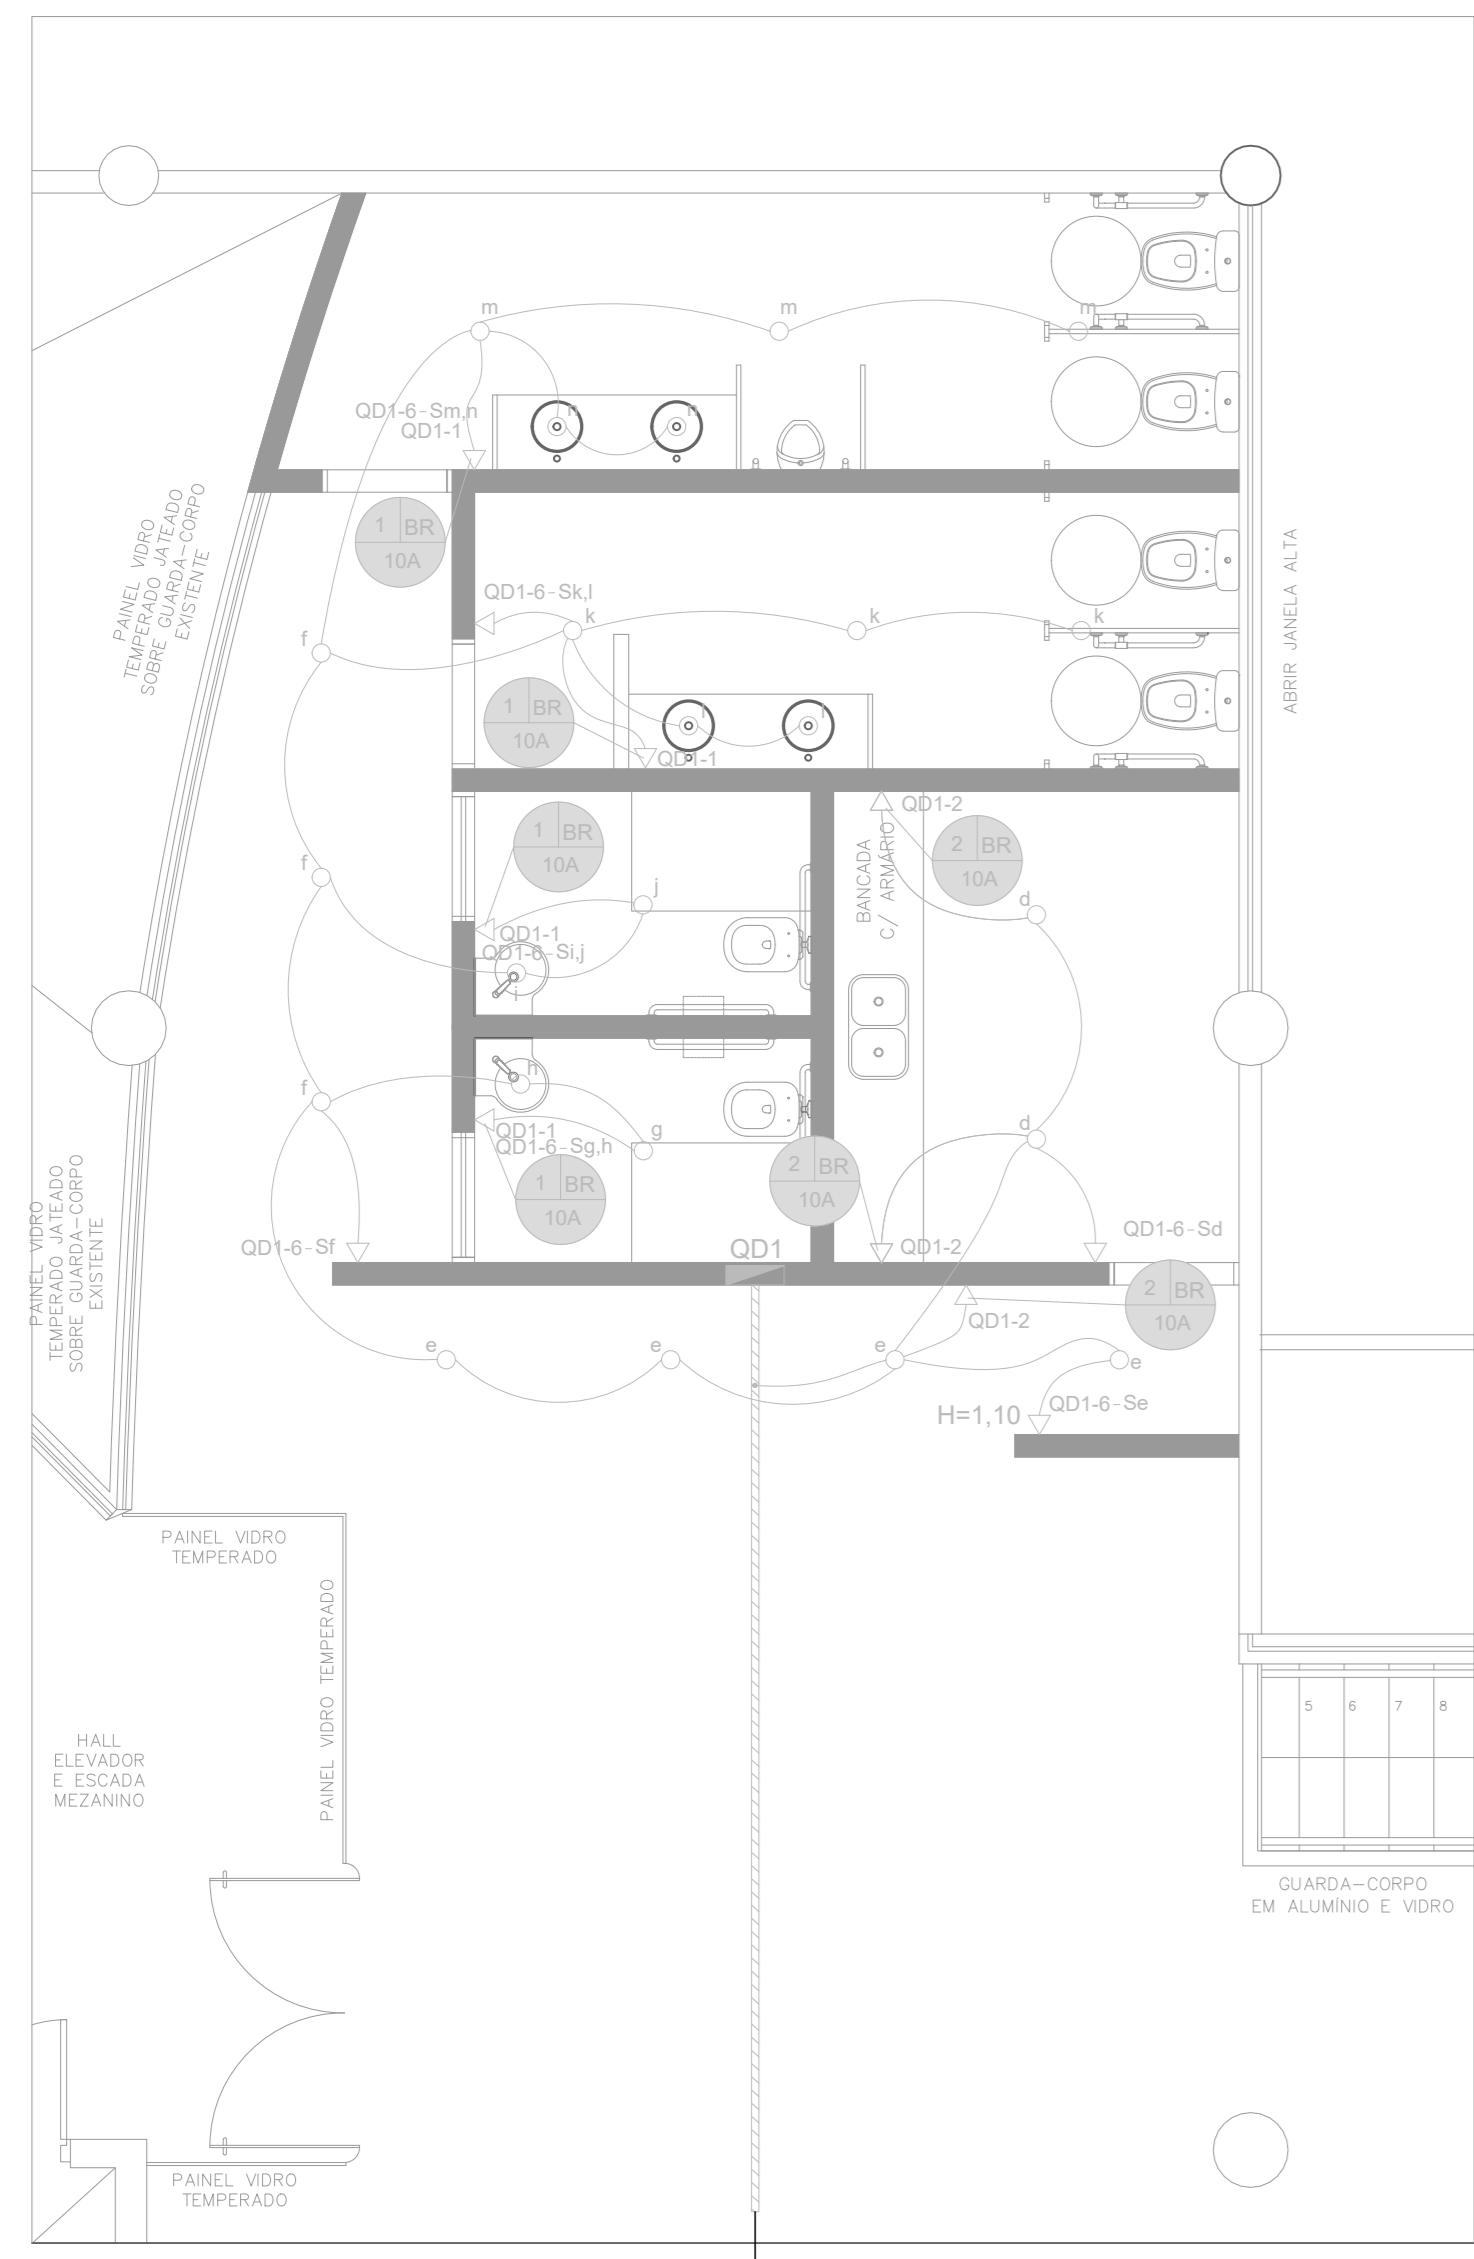 m
m
m
QD1-6-Sm,n
QD1-1
n
n
1 BR
10A
PAINEL VIDRO
TEMPERADO JATEADO
SOBRE GUARDA-CORPO
EXISTENTE
ABRIR JANELA ALTA
QD1-6-Sk,l
k
k
k
f
1 BR
10A
l
l
QD1-1
QD1-2
1 BR
10A
BANCADA
C/ ARMÁRIO
2 BR
10A
f
j
d
QD1-1
QD1-6-Si,j
i
h
f
QD1-1
QD1-6-Sg,h
g
d
1 BR
10A
2 BR
10A
PAINEL VIDRO
TEMPERADO JATEADO
SOBRE GUARDA-CORPO
EXISTENTE
QD1-6-Sf
QD1
QD1-2
QD1-6-Sd
2 BR
10A
QD1-2
e
e
e
e
H=1,10
QD1-6-Se
PAINEL VIDRO
TEMPERADO
PAINEL VIDRO TEMPERADO
5 6 7 8
HALL
ELEVADOR
E ESCADA
MEZANINO
GUARDA-CORPO
EM ALUMÍNIO E VIDRO
PAINEL VIDRO
TEMPERADO